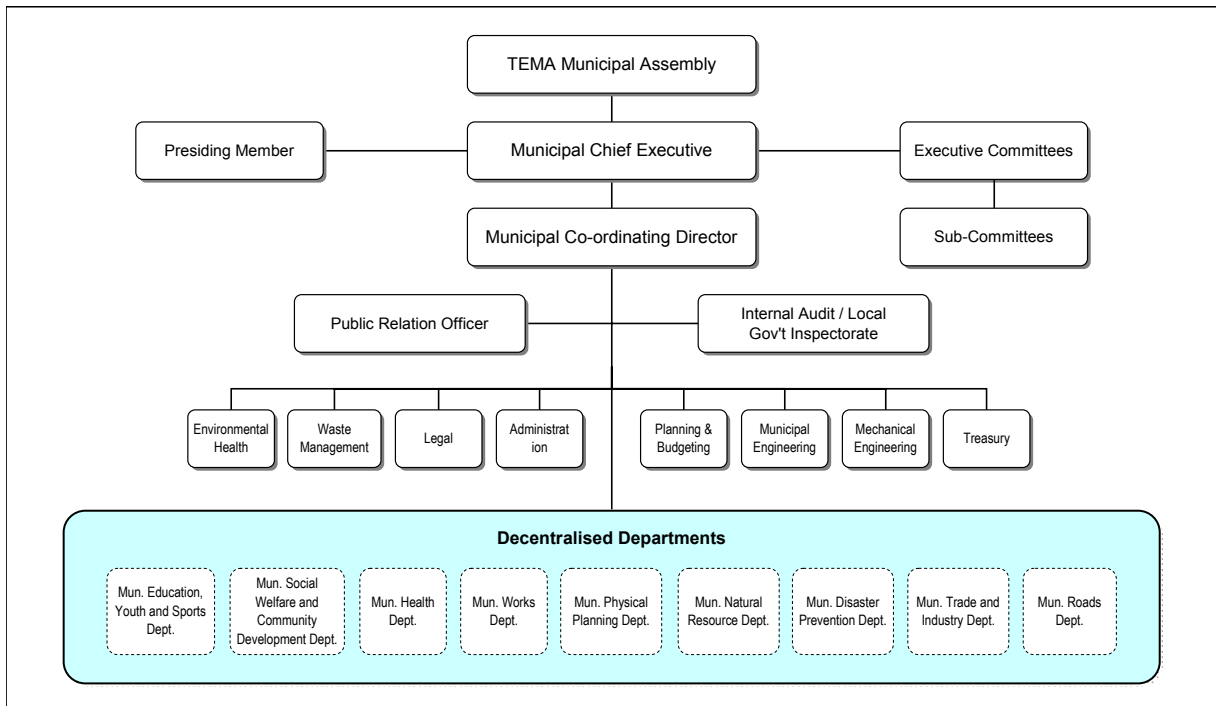 TEMA Municipal Assembly
Presiding Member
Municipal Chief Executive
Executive Committees
Municipal Co-ordinating Director
Sub-Committees
Public Relation Officer
Internal Audit / Local
Gov't Inspectorate
Environmental
Health
Waste
Management
Legal
Administrat
ion
Planning &
Budgeting
Municipal
Engineering
Mechanical
Engineering
Treasury
Decentralised Departments
Mun. Education,
Youth and Sports
Dept.
Mun. Social
Welfare and
Community
Development Dept.
Mun. Health
Dept.
Mun. Works
Dept.
Mun. Physical
Planning Dept.
Mun. Natural
Resource Dept.
Mun. Disaster
Prevention Dept.
Mun. Trade and
Industry Dept.
Mun. Roads
Dept.